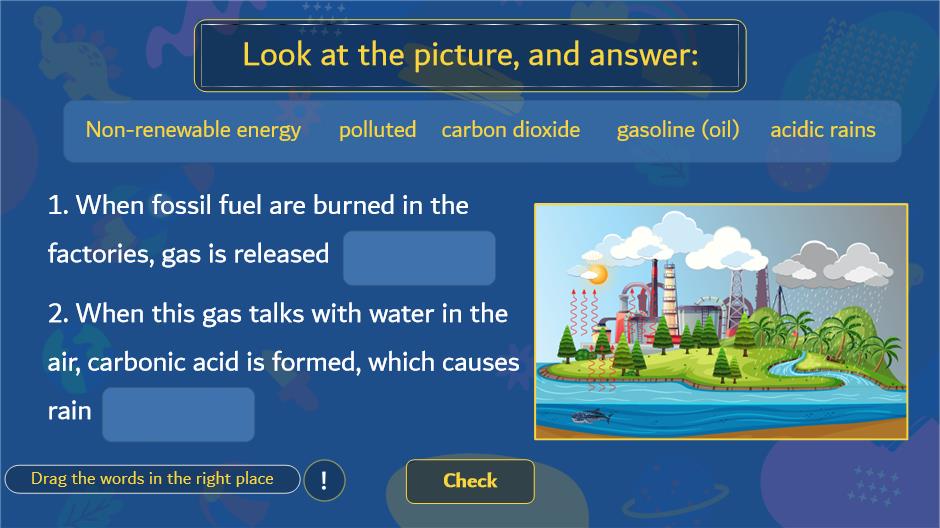 Look at the picture, and answer:
Non-renewable energy polluted carbon dioxide gasoline (oil) acidic rains
1. When fossil fuel are burned in the
factories, gas is released
2. When this gas talks with water in the
air, carbonic acid is formed, which causes
rain
Drag the words in the right place
!
Check